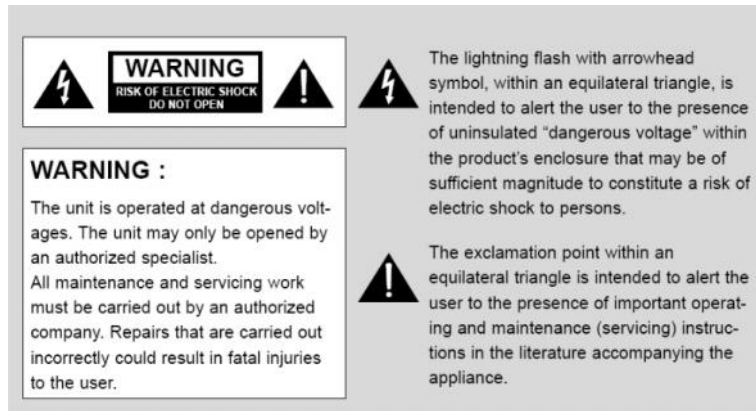 WARNING
RISK OF ELECTRIC SHOCK
DO NOT OPEN
WARNING :
The unit is operated at dangerous volt-
ages. The unit may only be opened by
an authorized specialist.
All maintenance and servicing work
must be carried out by an authorized
company. Repairs that are carried out
incorrectly could result in fatal injuries
to the user.
The lightning flash with arrowhead
symbol, within an equilateral triangle, is
intended to alert the user to the presence
of uninsulated “dangerous voltage” within
the product's enclosure that may be of
sufficient magnitude to constitute a risk of
electric shock to persons.
The exclamation point within an
equilateral triangle is intended to alert the
user to the presence of important operat-
ing and maintenance (servicing) instruc-
tions in the literature accompanying the
appliance.